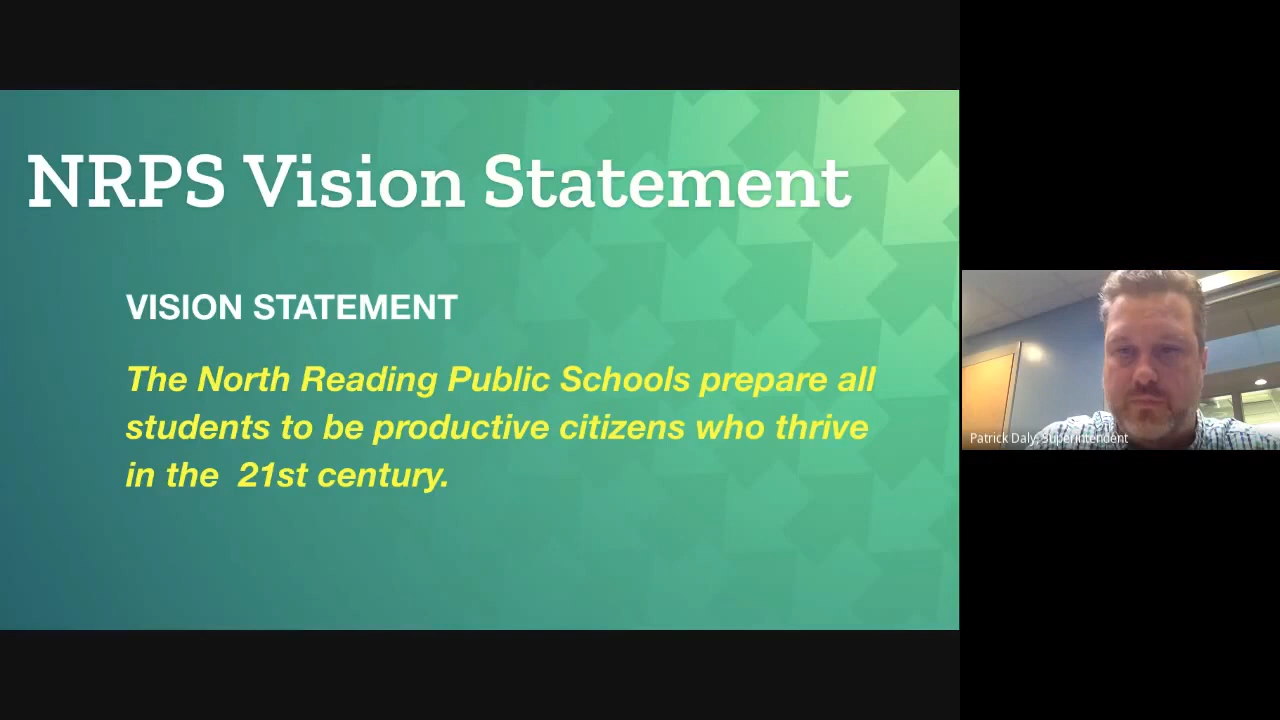 NRPS Vision Statement
VISION STATEMENT
The North Reading Public Schools prepare all
students to be productive citizens who thrive
in the  21st century.
Patrick Daly, Superintendent